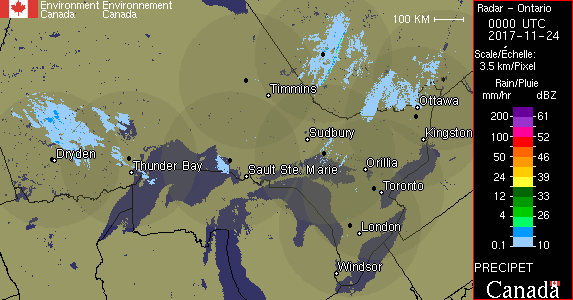 Environment Environnement
Canada Canada
100 KM
Timmins
Ottawa
Sudbury
Kingston
Dryden
Thunder Bay
Sault Ste. Marie
Orillia
Toronto
London
Windsor
Radar - Ontario
0000 UTC
2017-11-24
Scale/Échelle:
3.5 km/Pixel
Rain/Pluie
mm/hr dBZ
200 61
100 52
50 46
24 39
12 33
4 26
0.1 10
PRECIPET
Canada